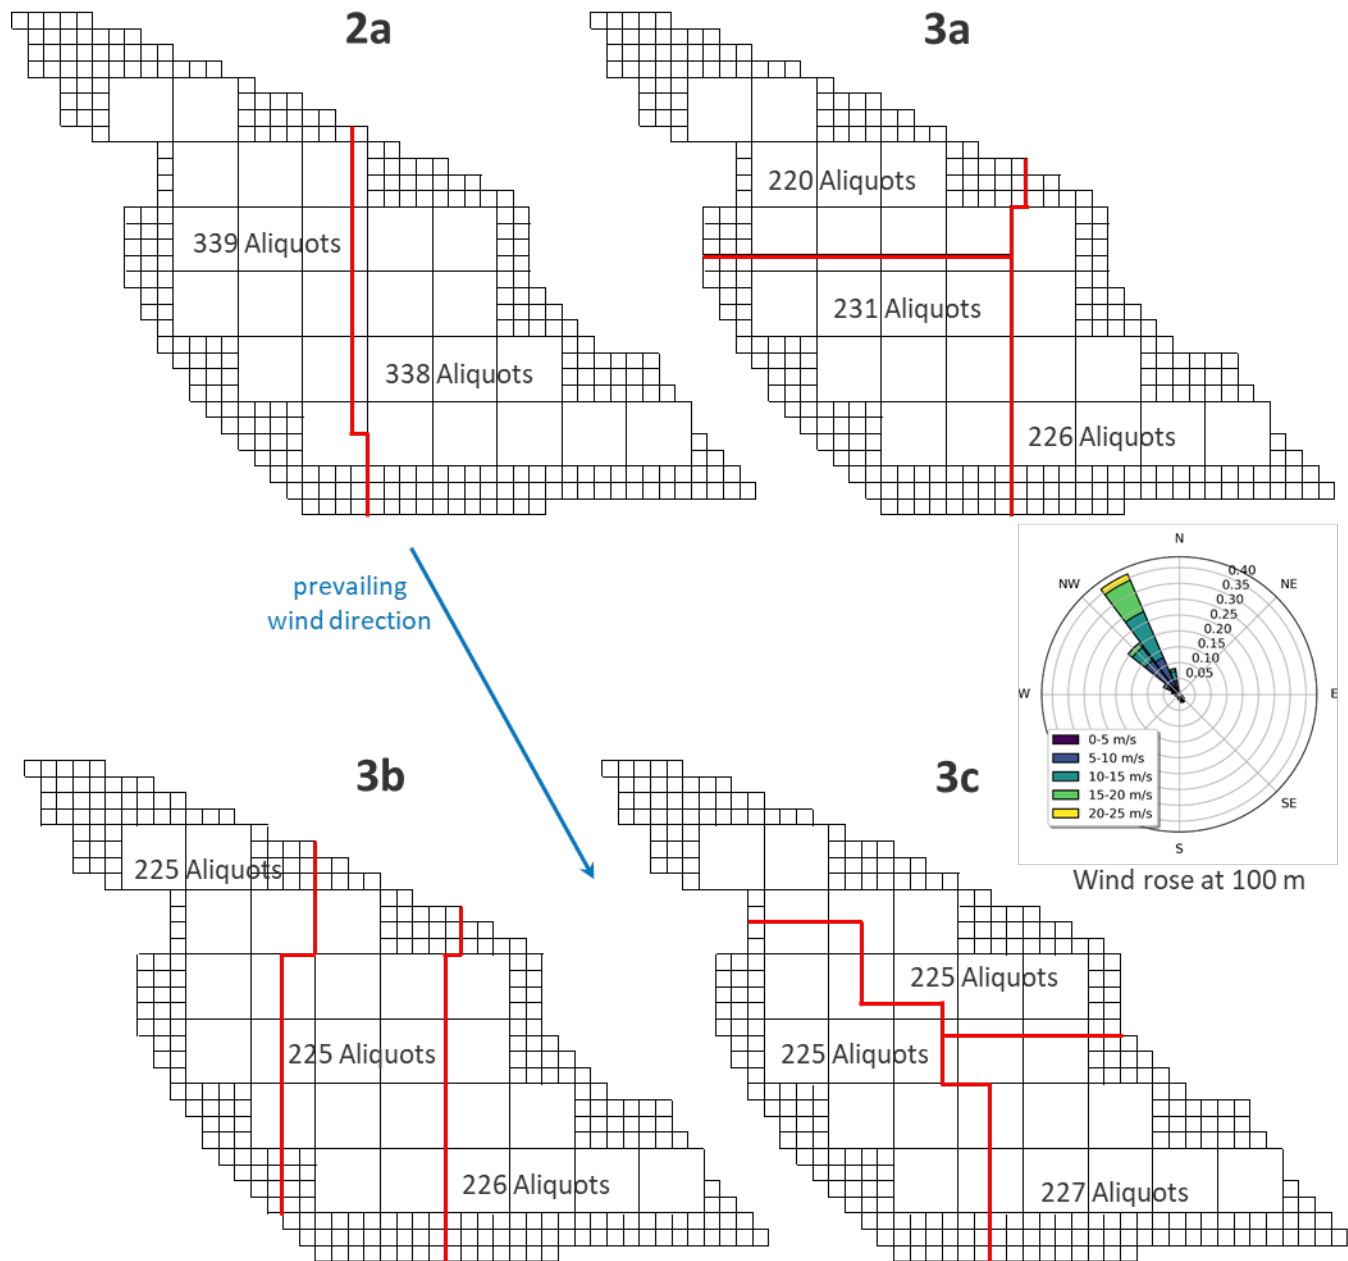 2a
3a
220 Aliquots
339 Aliquots
231 Aliquots
338 Aliquots
226 Aliquots
prevailing
wind direction
N
NE
E
SE
S
W
NW
0.40
0.35
0.30
0.25
0.20
0.15
0.10
0.05
0-5 m/s
5-10 m/s
10-15 m/s
15-20 m/s
20-25 m/s
Wind rose at 100 m
3b
3c
225 Aliquots
225 Aliquots
226 Aliquots
225 Aliquots
225 Aliquots
227 Aliquots